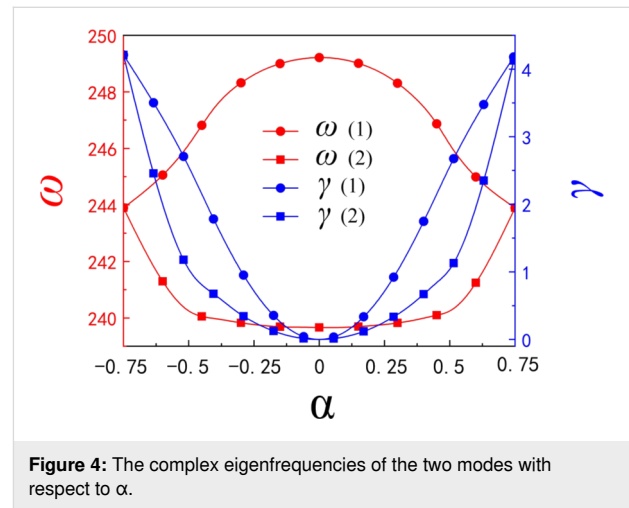 250
248
246
244
242
240
ω
4
3
2
1
0
γ
ω (1)
ω (2)
γ (1)
γ (2)
-0.75 -0.5 -0.25 0 0.25 0.5 0.75
α
Figure 4: The complex eigenfrequencies of the two modes with
respect to α.